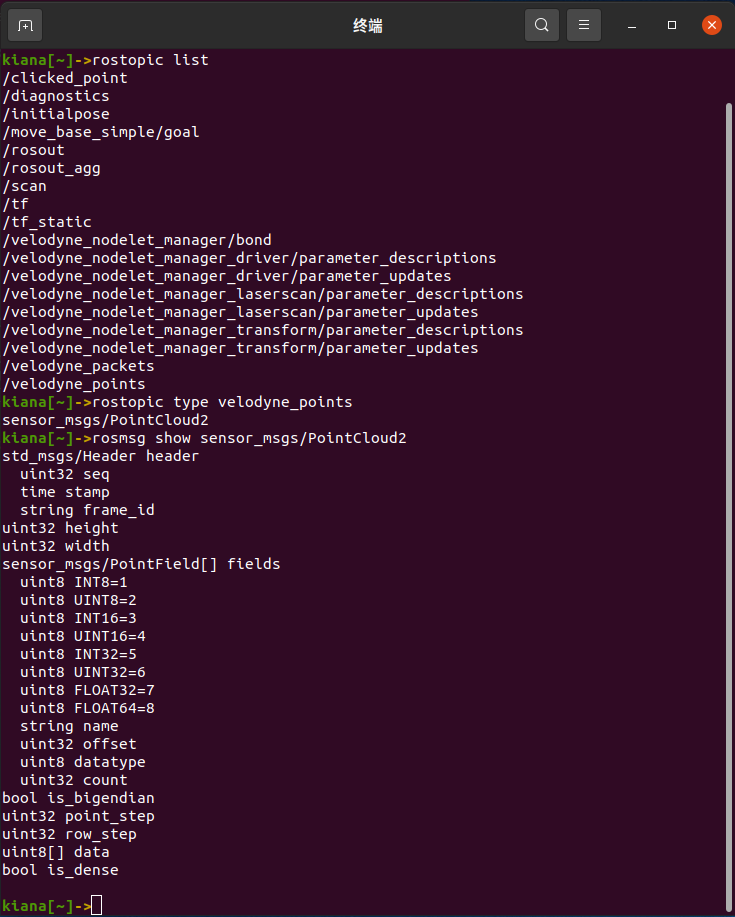 终端
kiana[~]->rostopic list
/clicked_point
/diagnostics
/initialpose
/move_base_simple/goal
/rosout
/rosout_agg
/scan
/tf
/tf_static
/velodyne_nodelet_manager/bond
/velodyne_nodelet_manager_driver/parameter_descriptions
/velodyne_nodelet_manager_driver/parameter_updates
/velodyne_nodelet_manager_laserscan/parameter_descriptions
/velodyne_nodelet_manager_laserscan/parameter_updates
/velodyne_nodelet_manager_transform/parameter_descriptions
/velodyne_nodelet_manager_transform/parameter_updates
/velodyne_packets
/velodyne_points
kiana[~]->rostopic type velodyne_points
sensor_msgs/PointCloud2
kiana[~]->rosmsg show sensor_msgs/PointCloud2
std_msgs/Header header
  uint32 seq
  time stamp
  string frame_id
uint32 height
uint32 width
sensor_msgs/PointField[] fields
  uint8 INT8=1
  uint8 UINT8=2
  uint8 INT16=3
  uint8 UINT16=4
  uint8 INT32=5
  uint8 UINT32=6
  uint8 FLOAT32=7
  uint8 FLOAT64=8
  string name
  uint32 offset
  uint8 datatype
  uint32 count
bool is_bigendian
uint32 point_step
uint32 row_step
uint8[] data
bool is_dense
kiana[~]->